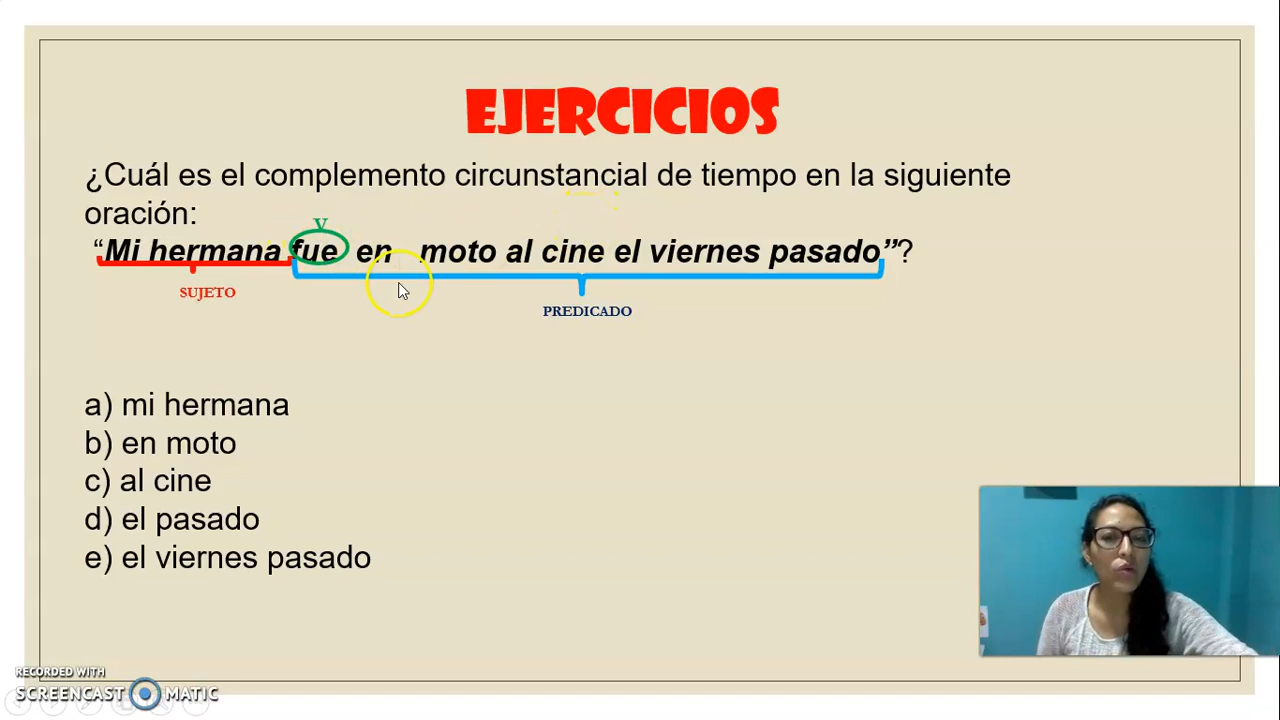 EJERCICIOS
¿Cuál es el complemento circunstancial de tiempo en la siguiente
oración:
V
“Mi hermana fue en moto al cine el viernes pasado”?
SUJETO
PREDICADO
a) mi hermana
b) en moto
c) al cine
d) el pasado
e) el viernes pasado
RECORDED WITH
SCREENCAST MATIC